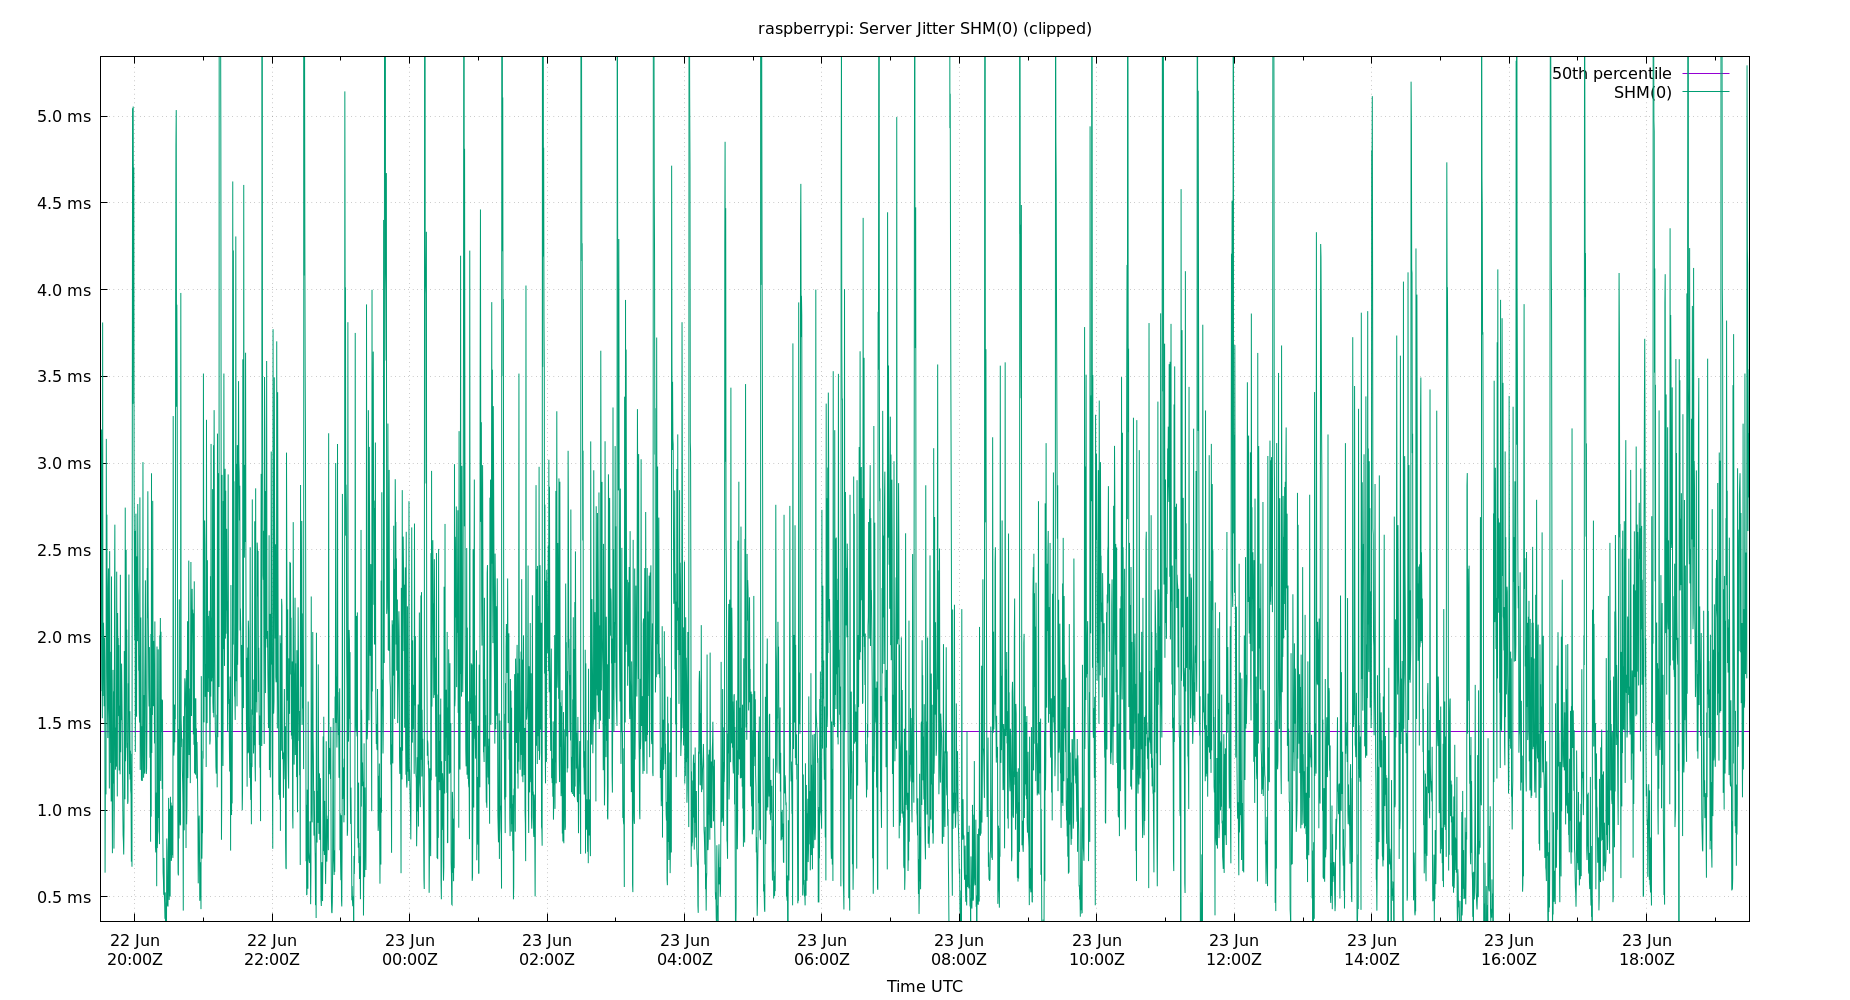 raspberrypi: Server Jitter SHM(0) (clipped)
50th percentile
SHM(0)
5.0 ms
4.5 ms
4.0 ms
3.5 ms
3.0 ms
2.5 ms
2.0 ms
1.5 ms
1.0 ms
0.5 ms
22 Jun 22 Jun 23 Jun 23 Jun 23 Jun 23 Jun 23 Jun 23 Jun 23 Jun 23 Jun 23 Jun 23 Jun
20:00Z 22:00Z 00:00Z 02:00Z 04:00Z 06:00Z 08:00Z 10:00Z 12:00Z 14:00Z 16:00Z 18:00Z
Time UTC